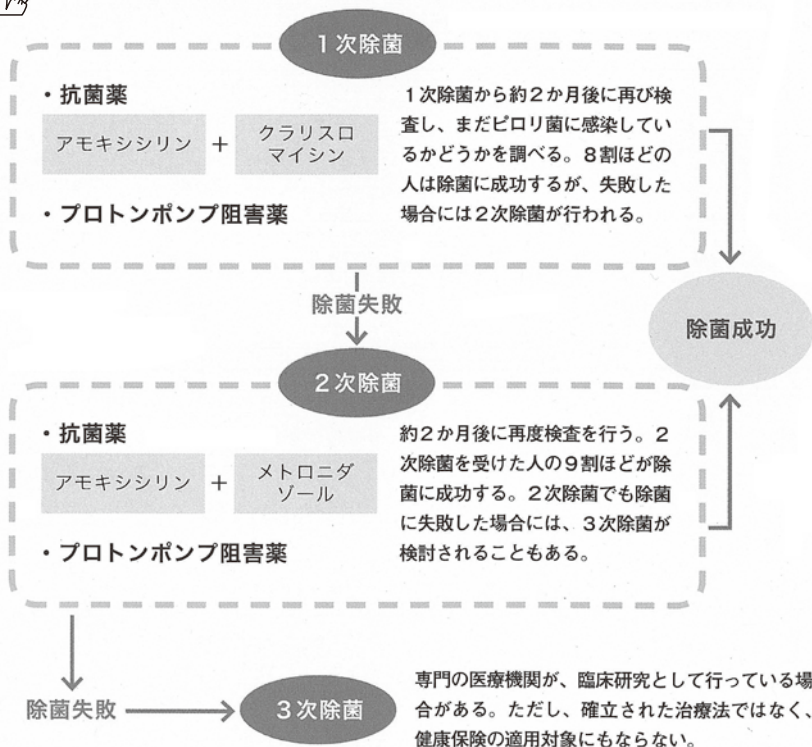 1次除菌
・抗菌薬
アモキシシリン + クラリスロ
マイシン
・プロトンポンプ阻害薬
1次除菌から約2か月後に再び検
査し、まだピロリ菌に感染してい
るかどうかを調べる。8割ほどの
人は除菌に成功するが、失敗した
場合には2次除菌が行われる。
除菌失敗
除菌成功
2次除菌
・抗菌薬
アモキシシリン + メトロニダ
ゾール
・プロトンポンプ阻害薬
約2か月後に再度検査を行う。2
次除菌を受けた人の9割ほどが除
菌に成功する。2次除菌でも除菌
に失敗した場合には、3次除菌が
検討されることもある。
除菌失敗
3次除菌
専門の医療機関が、臨床研究として行っている場
合がある。ただし、確立された治療法ではなく、
健康保険の適用対象にもならない。